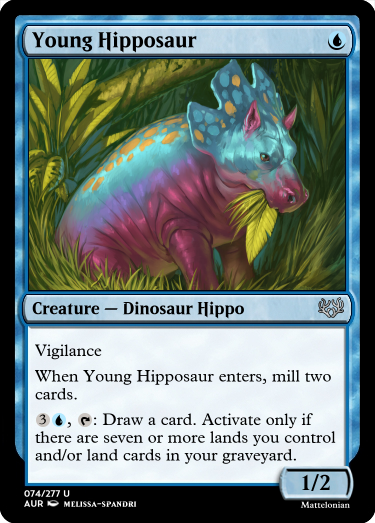 Young Hipposaur
Creature — Dinosaur Hippo
Vigilance
When Young Hipposaur enters, mill two
cards.
3, : Draw a card. Activate only if
there are seven or more lands you control
and/or land cards in your graveyard.
1/2
074/277 U
AUR MELISSA-SPANDRI
Mattelonian